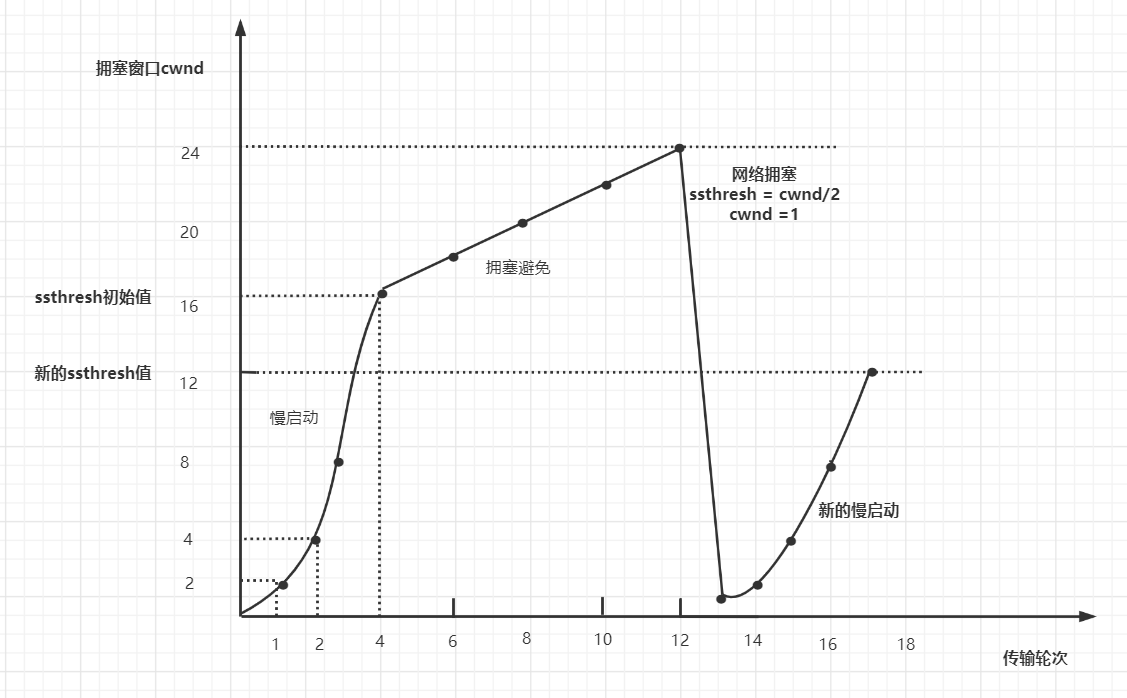 拥塞窗口cwnd
24
网络拥塞
ssthresh = cwnd/2
cwnd =1
20
拥塞避免
ssthresh初始值
16
新的ssthresh值
12
慢启动
8
新的慢启动
4
2
1 2 4 6 8 10 12 14 16 18
传输轮次